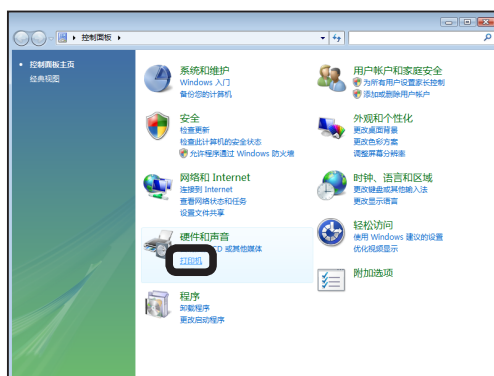 控制面板
控制面板主页
经典视图
系统和维护
Windows 入门
备份您的计算机
安全
检查更新
检查此计算机的安全状态
允许程序通过 Windows 防火墙
网络和 Internet
连接到 Internet
查看网络状态和任务
设置文件共享
硬件和声音
CD 或其他媒体
打印机
程序
卸载程序
更改启动程序
用户帐户和家庭安全
为所有用户设置家长控制
添加或删除用户帐户
外观和个性化
更改桌面背景
更改色彩方案
调整屏幕分辨率
时钟、语言和区域
更改键盘或其他输入法
更改显示语言
轻松访问
使用 Windows 建议的设置
优化视频显示
附加选项